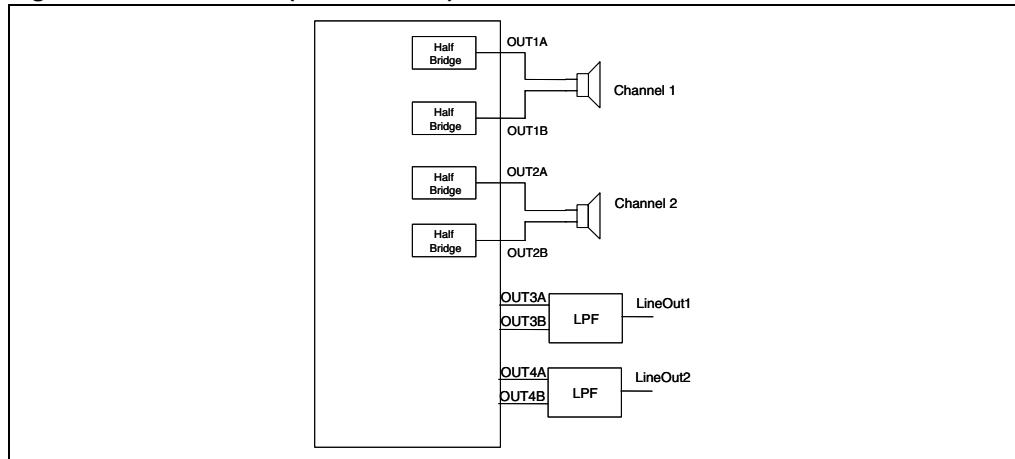 Half
Bridge
OUT1A
Channel 1
Half
Bridge
OUT1B
Half
Bridge
OUT2A
Channel 2
Half
Bridge
OUT2B
OUT3A
OUT3B
LPF
LineOut1
OUT4A
OUT4B
LPF
LineOut2